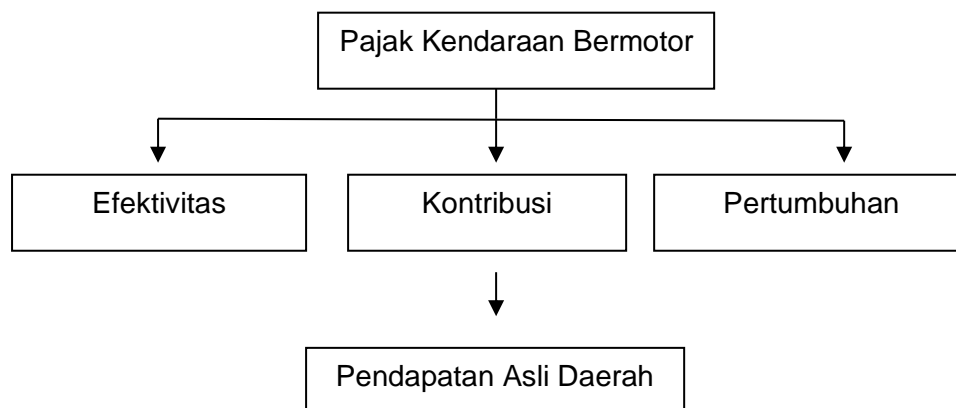 Pajak Kendaraan Bermotor
Efektivitas
Kontribusi
Pertumbuhan
Pendapatan Asli Daerah